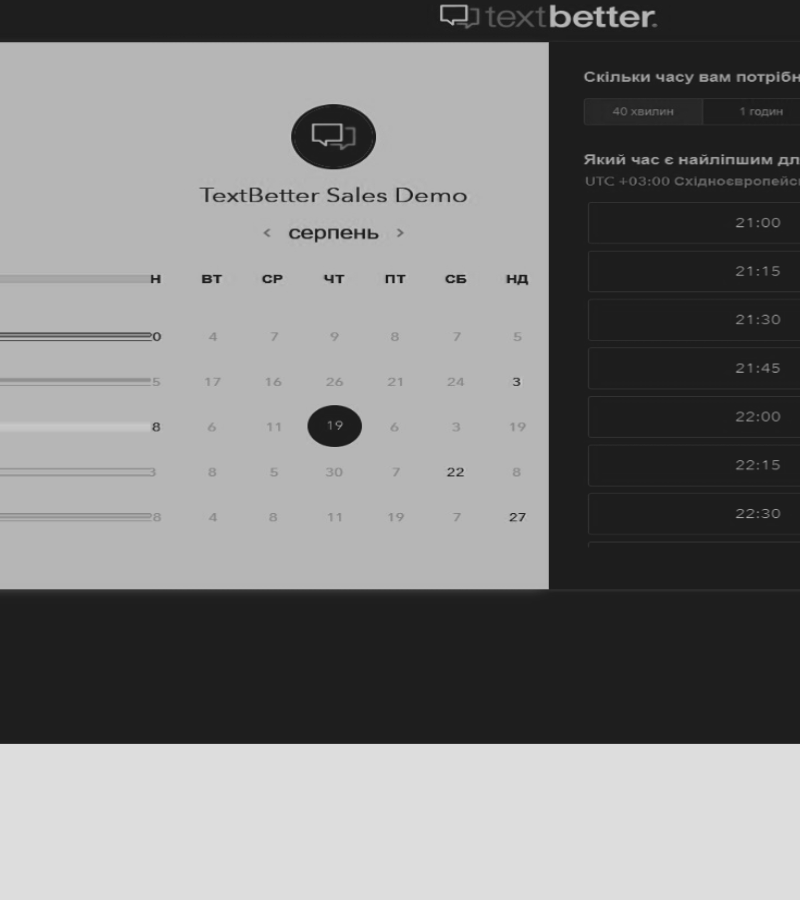 textbetter.
TextBetter Sales Demo
< серпень >
Н ВТ СР ЧТ ПТ СБ НД
0 4 7 9 8 7 5
5 17 16 26 21 24 3
8 6 11 19 6 3 19
3 8 5 30 7 22 8
8 4 8 11 19 7 27
Скільки часу вам потрібн
40 хвилин 1 годин
Який час є найліпшим дл
UTC +03:00 Східноєвропейсь
21:00
21:15
21:30
21:45
22:00
22:15
22:30